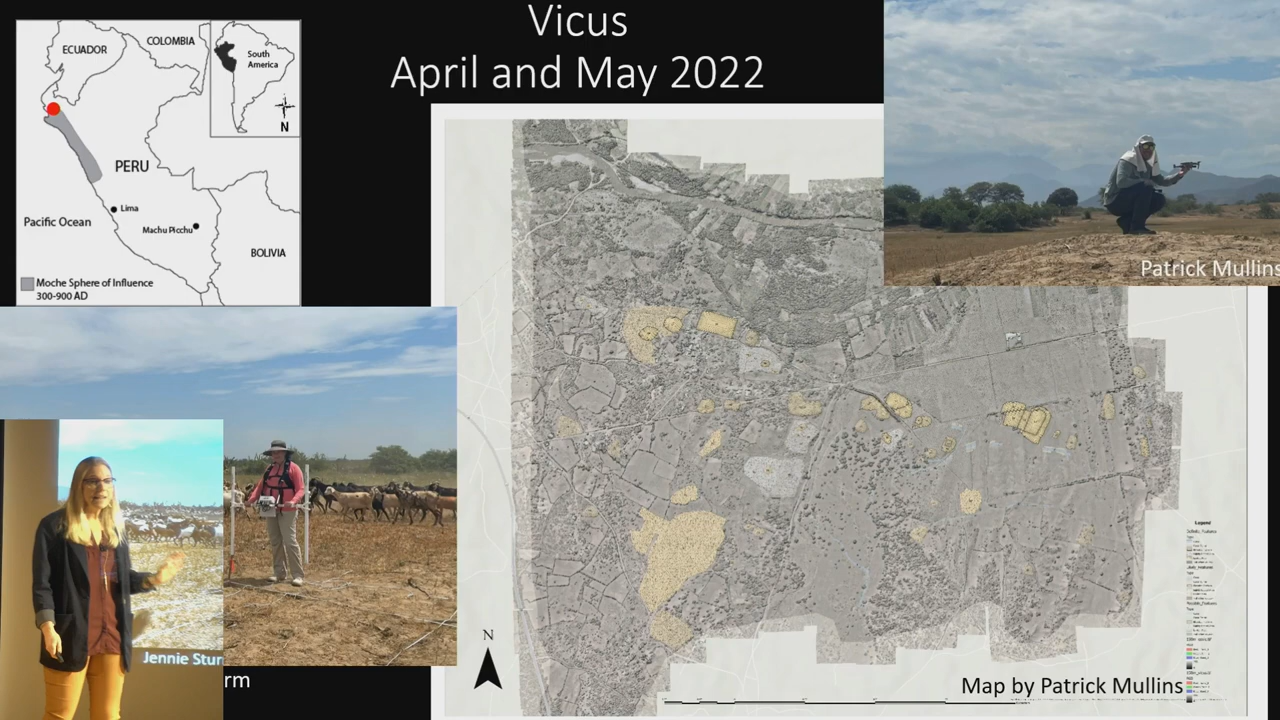 Vicus
April and May 2022
ECUADOR
COLOMBIA
South
America
N
PERU
Lima
Pacific Ocean
Machu Picchu
BOLIVIA
Moche Sphere of Influence
300-900 AD
Patrick Mullins
Jennie Stur
rm
N
Legend
Map by Patrick Mullins